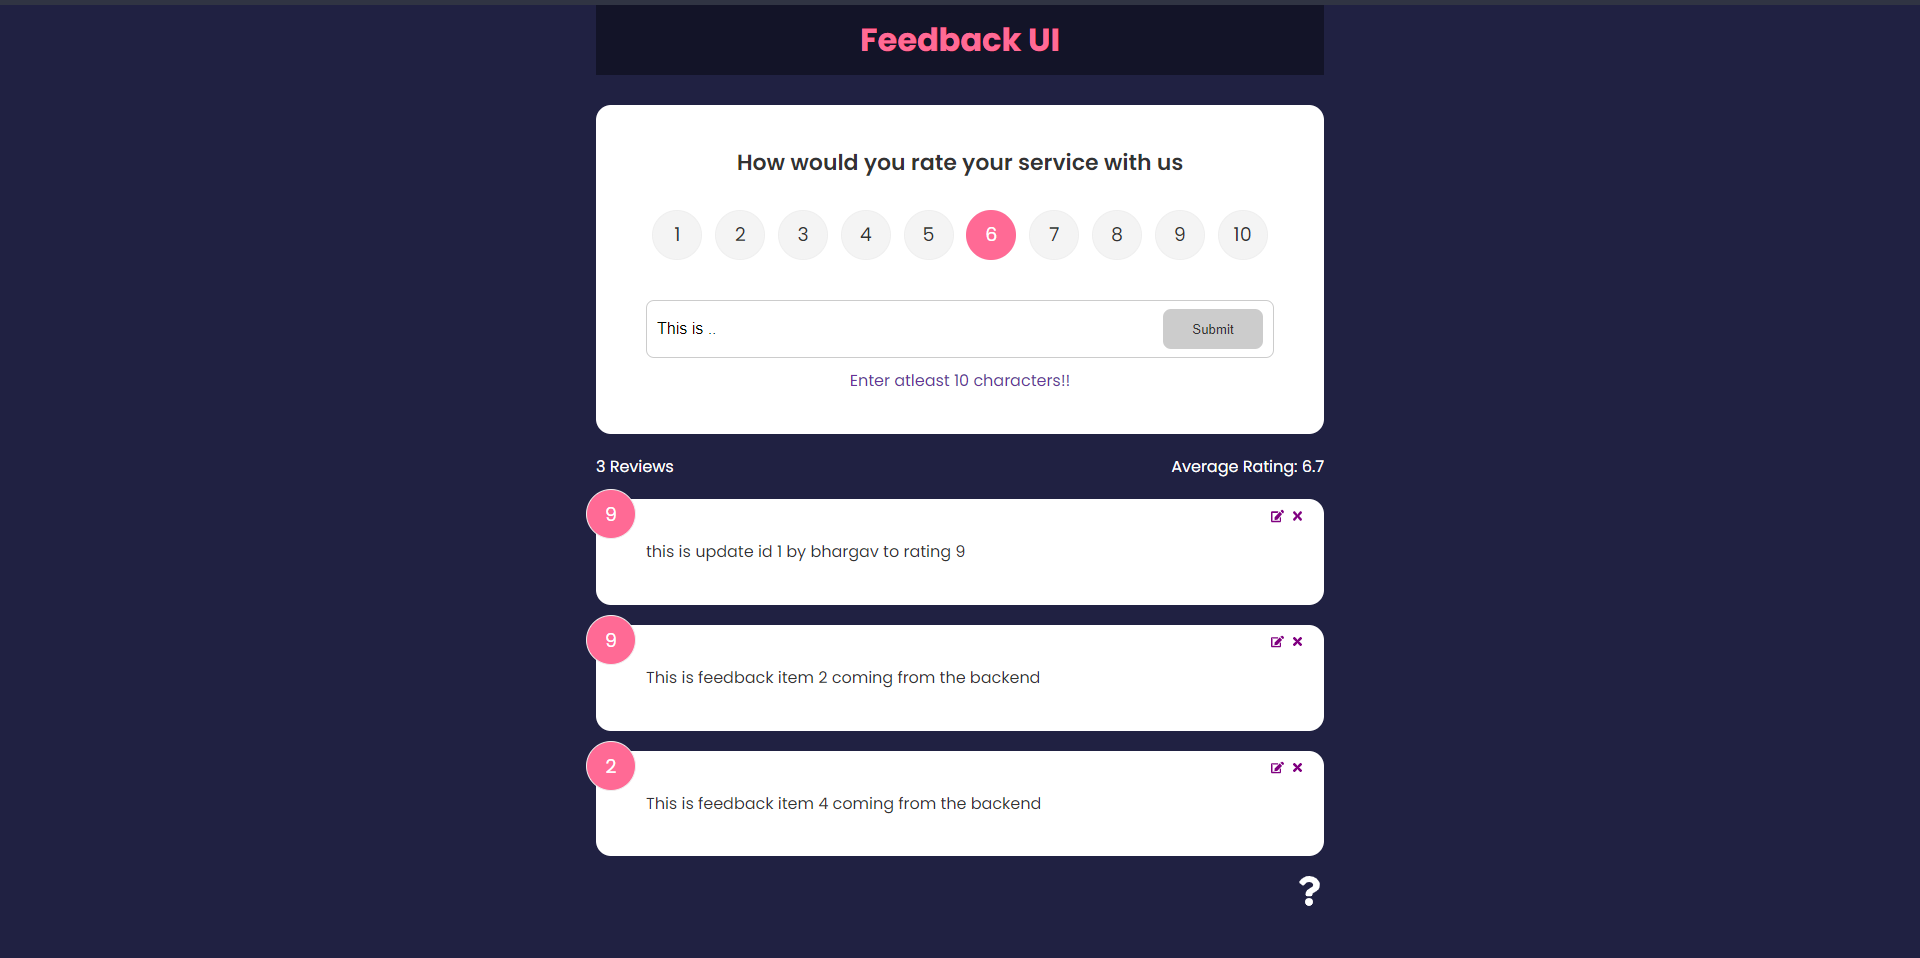 Feedback UI
How would you rate your service with us
1 2 3 4 5 6 7 8 9 10
This is ..
Submit
Enter atleast 10 characters!!
3 Reviews
Average Rating: 6.7
9
this is update id 1 by bhargav to rating 9
9
This is feedback item 2 coming from the backend
2
This is feedback item 4 coming from the backend
?